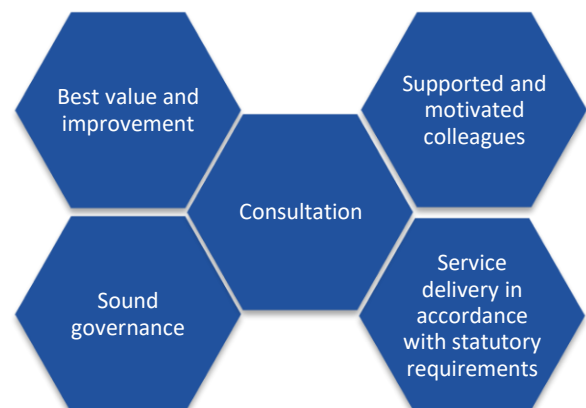 Best value and
improvement
Supported and
motivated
colleagues
Consultation
Sound
governance
Service
delivery in
accordance
with statutory
requirements